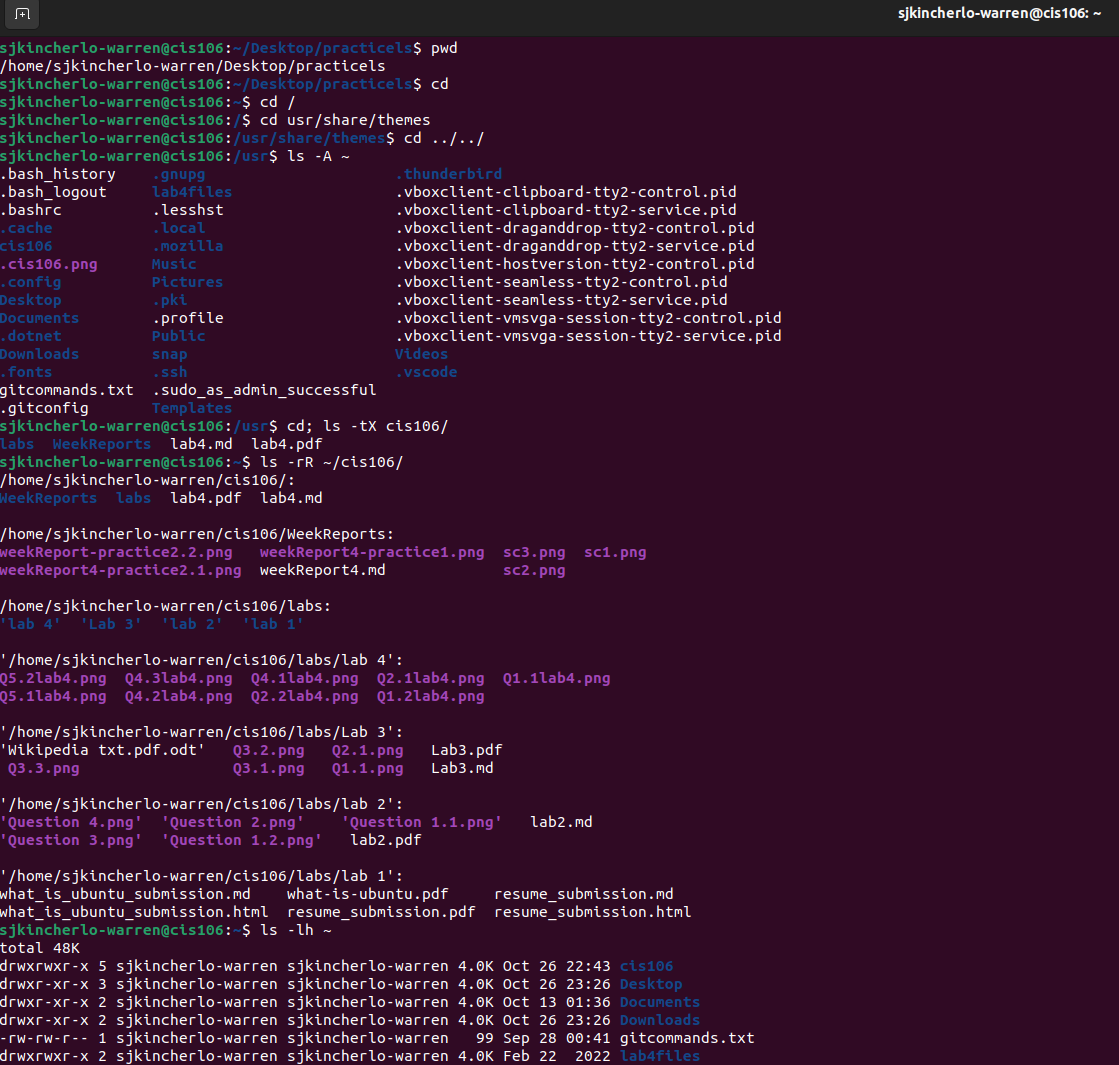 sjkincherlo-warren@cis106: ~
sjkincherlo-warren@cis106:~/Desktop/practicels$ pwd
/home/sjkincherlo-warren/Desktop/practicels
sjkincherlo-warren@cis106:~/Desktop/practicels$ cd
sjkincherlo-warren@cis106:~$ cd /
sjkincherlo-warren@cis106:/$ cd usr/share/themes
sjkincherlo-warren@cis106:/usr/share/themes$ cd ../../
sjkincherlo-warren@cis106:/usr$ ls -A ~
.bash_history  .gnupg                     .thunderbird
.bash_logout   lab4files                  .vboxclient-clipboard-tty2-control.pid
.bashrc        .lesshst                   .vboxclient-clipboard-tty2-service.pid
.cache         .local                     .vboxclient-draganddrop-tty2-control.pid
cis106         .mozilla                   .vboxclient-draganddrop-tty2-service.pid
.cis106.png    Music                      .vboxclient-hostversion-tty2-control.pid
.config        Pictures                   .vboxclient-seamless-tty2-control.pid
Desktop        .pki                       .vboxclient-seamless-tty2-service.pid
Documents      .profile                   .vboxclient-vmsvga-session-tty2-control.pid
.dotnet        Public                     .vboxclient-vmsvga-session-tty2-service.pid
Downloads      snap                       Videos
.fonts         .ssh                       .vscode
gitcommands.txt  .sudo_as_admin_successful
.gitconfig     Templates
sjkincherlo-warren@cis106:/usr$ cd; ls -tX cis106/
labs  WeekReports  lab4.md  lab4.pdf
sjkincherlo-warren@cis106:~$ ls -rR ~/cis106/
/home/sjkincherlo-warren/cis106/:
WeekReports  labs  lab4.pdf  lab4.md

/home/sjkincherlo-warren/cis106/WeekReports:
weekReport-practice2.2.png   weekReport4-practice1.png  sc3.png  sc1.png
weekReport4-practice2.1.png  weekReport4.md             sc2.png

/home/sjkincherlo-warren/cis106/labs:
'lab 4'  'Lab 3'  'lab 2'  'lab 1'

'/home/sjkincherlo-warren/cis106/labs/lab 4':
Q5.2lab4.png  Q4.3lab4.png  Q4.1lab4.png  Q2.1lab4.png  Q1.1lab4.png
Q5.1lab4.png  Q4.2lab4.png  Q2.2lab4.png  Q1.2lab4.png

'/home/sjkincherlo-warren/cis106/labs/Lab 3':
'Wikipedia txt.pdf.odt'   Q3.2.png   Q2.1.png   Lab3.pdf
 Q3.3.png                 Q3.1.png   Q1.1.png   Lab3.md

'/home/sjkincherlo-warren/cis106/labs/lab 2':
'Question 4.png'  'Question 2.png'    'Question 1.1.png'   lab2.md
'Question 3.png'  'Question 1.2.png'   lab2.pdf

'/home/sjkincherlo-warren/cis106/labs/lab 1':
what_is_ubuntu_submission.md    what-is-ubuntu.pdf     resume_submission.md
what_is_ubuntu_submission.html  resume_submission.pdf  resume_submission.html
sjkincherlo-warren@cis106:~$ ls -lh ~
total 48K
drwxrwxr-x 5 sjkincherlo-warren sjkincherlo-warren 4.0K Oct 26 22:43 cis106
drwxr-xr-x 3 sjkincherlo-warren sjkincherlo-warren 4.0K Oct 26 23:26 Desktop
drwxr-xr-x 2 sjkincherlo-warren sjkincherlo-warren 4.0K Oct 13 01:36 Documents
drwxr-xr-x 2 sjkincherlo-warren sjkincherlo-warren 4.0K Oct 26 23:26 Downloads
-rw-rw-r-- 1 sjkincherlo-warren sjkincherlo-warren   99 Sep 28 00:41 gitcommands.txt
drwxrwxr-x 2 sjkincherlo-warren sjkincherlo-warren 4.0K Feb 22  2022 lab4files